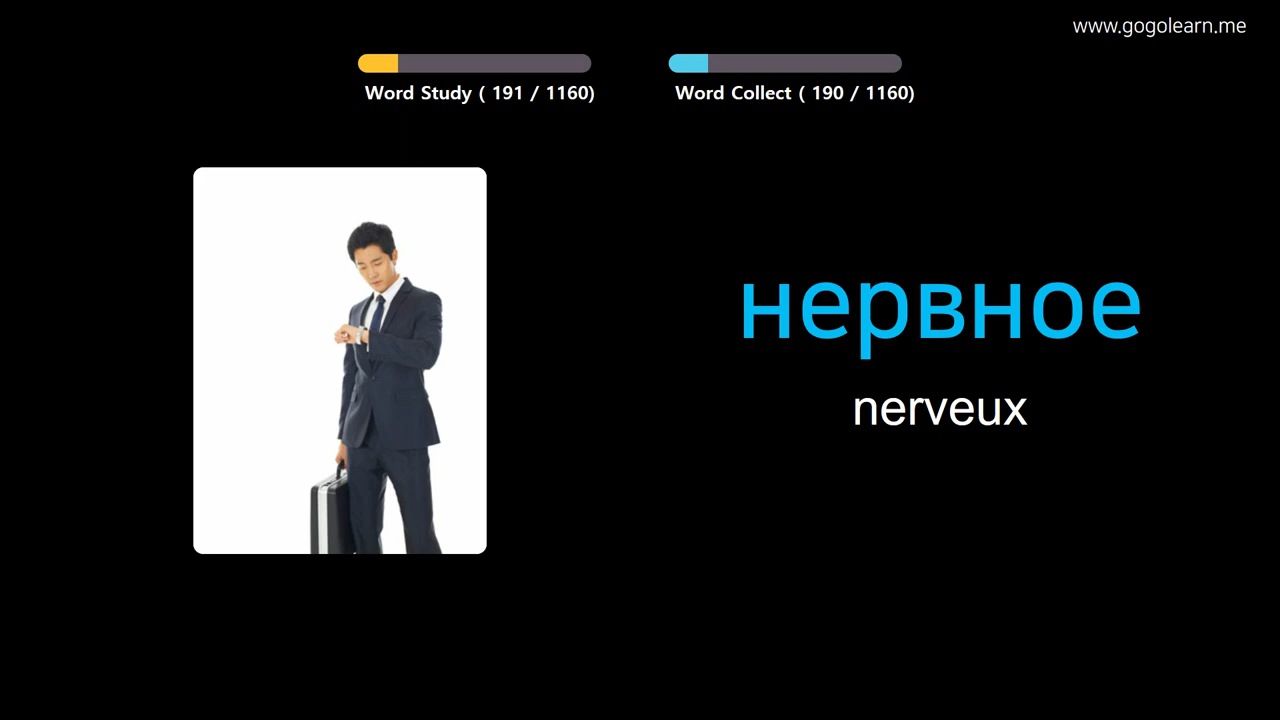 www.gogolearn.me
Word Study ( 191 / 1160)
Word Collect ( 190 / 1160)
нервное
nerveux